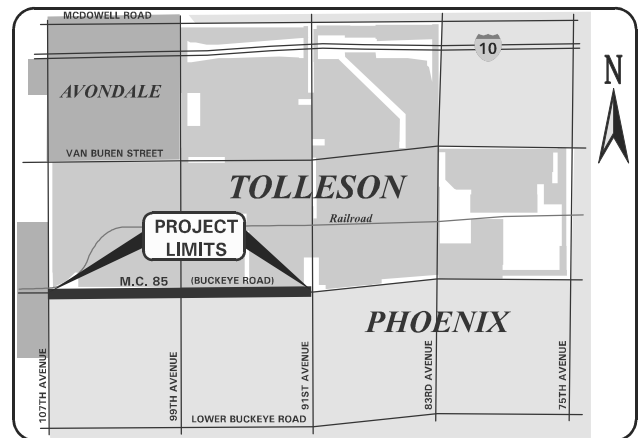 MCDOWELL ROAD
10
N
AVONDALE
VAN BUREN STREET
TOLLESON
Railroad
PROJECT
LIMITS
M.C. 85 (BUCKEYE ROAD)
PHOENIX
107TH AVENUE
99TH AVENUE
91ST AVENUE
83RD AVENUE
75TH AVENUE
LOWER BUCKEYE ROAD